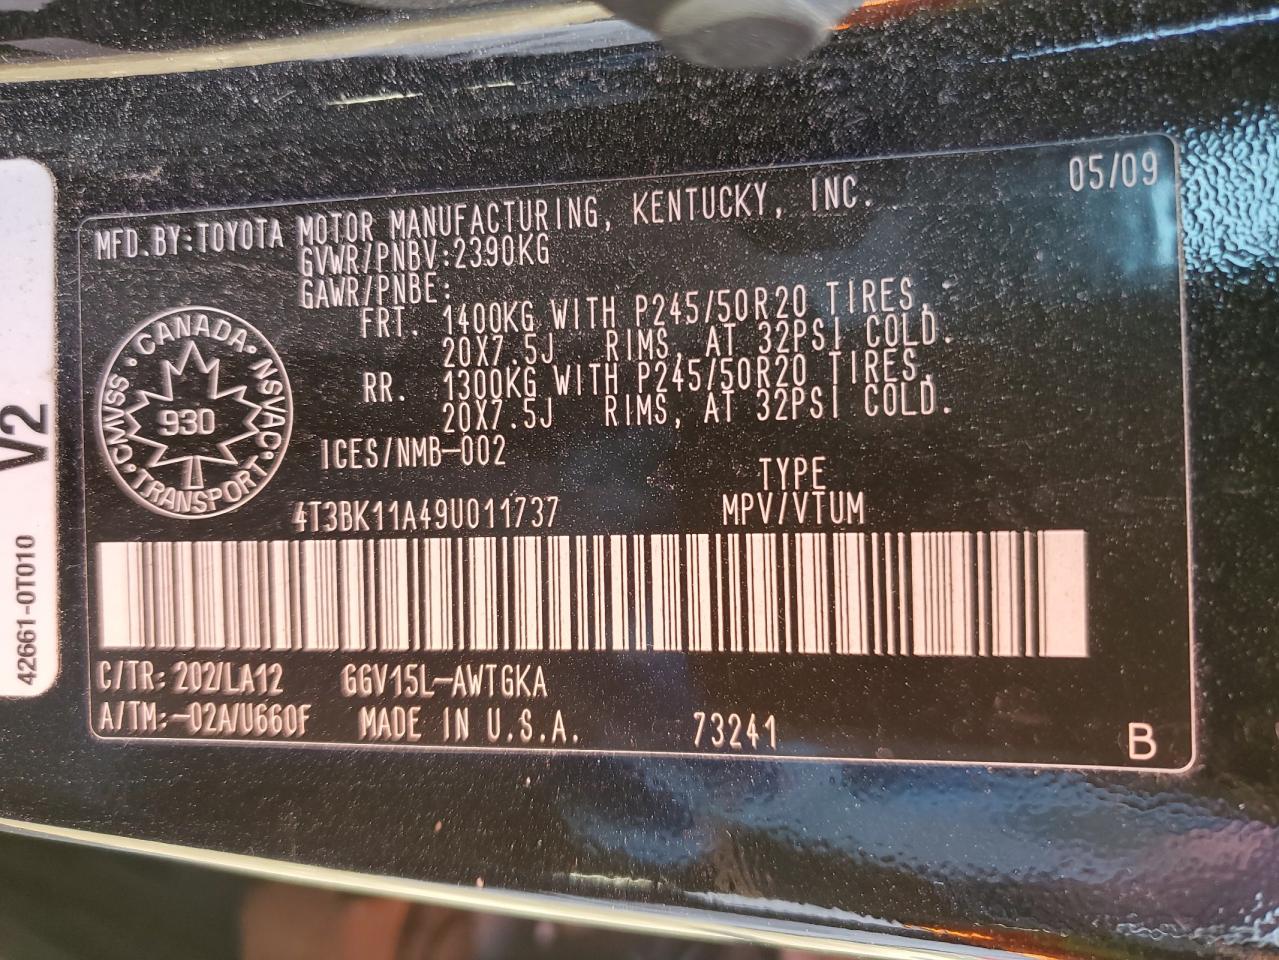 05/09
MFD.BY:TOYOTA MOTOR MANUFACTURING, KENTUCKY, INC.
GVWR/PNBV:2390KG
GAWR/PNBE:
FRT. 1400KG WITH P245/50R20 TIRES,
20X7.5J RIMS, AT 32PSI COLD.
RR. 1300KG WITH P245/50R20 TIRES,
20X7.5J RIMS, AT 32PSI COLD.
CANADA • NSVAC • TRANSPORT • CMVSS •
930
ICES/NMB-002
TYPE
4T3BK11A49U011737 MPV/VTUM
C/TR: 202/LA12 GGV15L-AWTGKA
A/TM:-02A/U660F MADE IN U.S.A. 73241 B
V2
42661-0T010